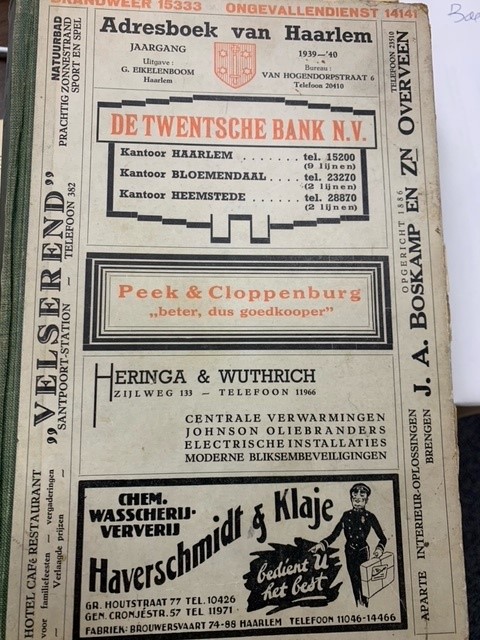 BRANDWEER 15333 ONGEVALLENDIENST 14141
Adresboek van Haarlem
JAARGANG
1939—'40
Uitgave:
G. EIKELENBOOM
Haarlem
Bureau:
VAN HOGENDORPSTRAAT 6
Telefoon 20410
DE TWENTSCHE BANK N.V.
Kantoor HAARLEM ...... tel. 15200
(9 lijnen)
Kantoor BLOEMENDAAL .... tel. 23270
(2 lijnen)
Kantoor HEEMSTEDE ..... tel. 28870
(2 lijnen)
Peek & Cloppenburg
„beter, dus goedkooper”
HERINGA & WUTHRICH
ZIJLWEG 133 — TELEFOON 11966
CENTRALE VERWARMINGEN
JOHNSON OLIEBRANDERS
ELECTRISCHE INSTALLATIES
MODERNE BLIKSEMBEVEILIGINGEN
CHEM.
WASSCHERIJ-
VERVERIJ
Haverschmidt & Klaje
bedient U
het best
GR. HOUTSTRAAT 77 TEL. 10426
GEN. CRONJÉSTR. 57 TEL 11971
FABRIEK: BROUWERSVAART 74-88 HAARLEM TELEFOON 11046-14466
NATUURBAD
PRACHTIG ZONNESTRAND
SPORT EN SPEL
„VELSEREND”
SANTPOORT-STATION — TELEFOON 382
HOTEL CAFÉ RESTAURANT
voor familiefeesten — vergaderingen
— Verlaagde prijzen —
TELEFOON 23510
J. A. BOSKAMP EN ZN OVERVEEN
OPGERICHT 1886
APARTE INTERIEUR-OPLOSSINGEN
BRENGEN